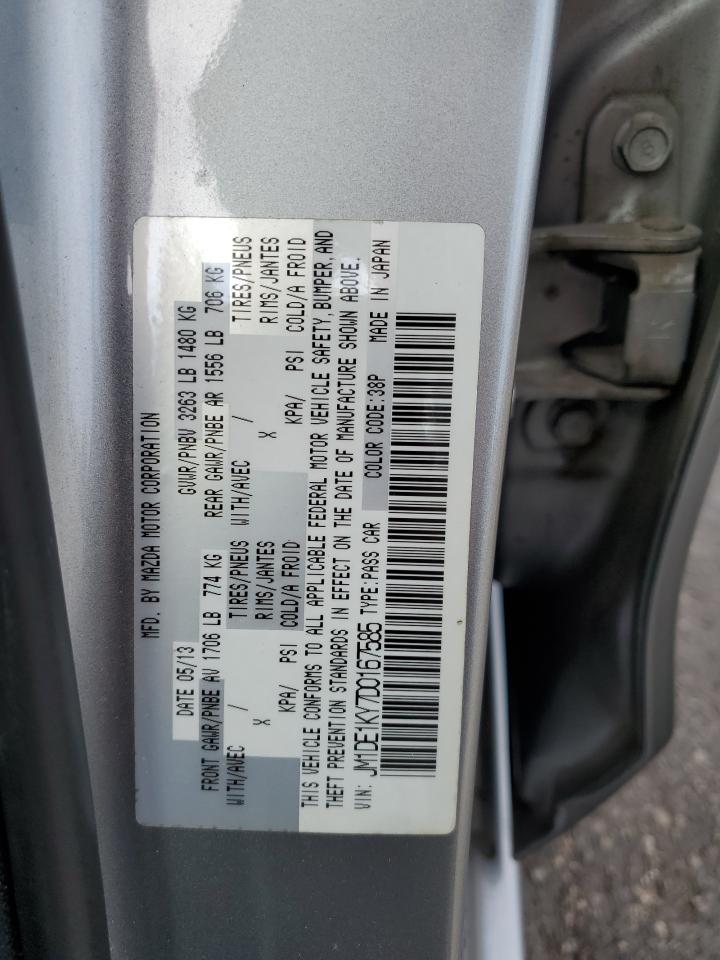 MFD. BY MAZDA MOTOR CORPORATION
DATE 05/13 GVWR/PNBV 3263 LB 1480 KG
FRONT GAWR/PNBE AV 1706 LB 774 KG REAR GAWR/PNBE AR 1556 LB 706 KG
WITH/AVEC / TIRES/PNEUS WITH/AVEC / TIRES/PNEUS
X RIMS/JANTES X RIMS/JANTES
KPA/ PSI COLD/A FROID KPA/ PSI COLD/A FROID
THIS VEHICLE CONFORMS TO ALL APPLICABLE FEDERAL MOTOR VEHICLE SAFETY, BUMPER, AND
THEFT PREVENTION STANDARDS IN EFFECT ON THE DATE OF MANUFACTURE SHOWN ABOVE.
VIN: JM1DE1KY7D0167585 TYPE:PASS CAR COLOR CODE:38P MADE IN JAPAN